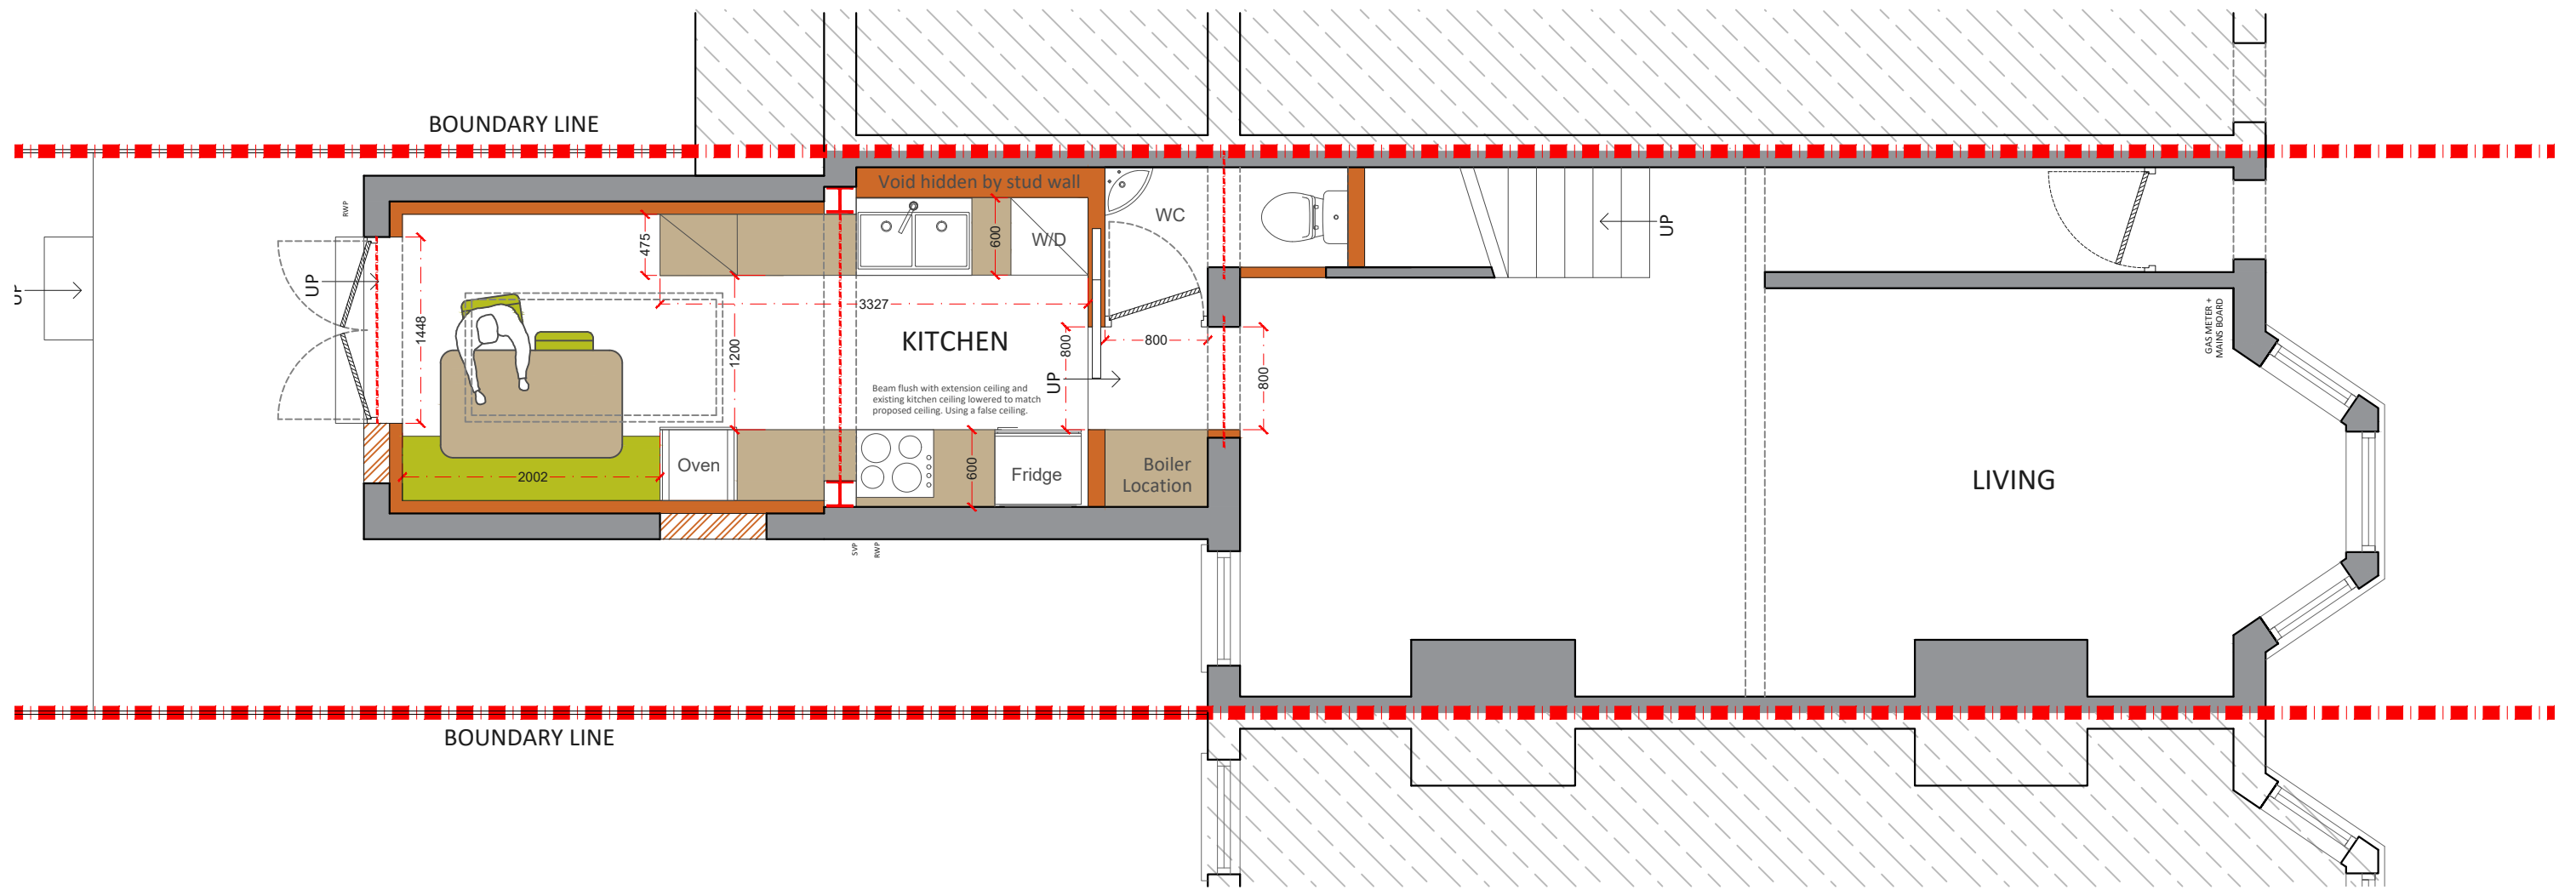 BOUNDARY LINE
Void hidden by stud wall
RWP
475
600
W/D
WC
UP
UP
UP
1448
3327
1200
KITCHEN
800
800
800
UP
Beam flush with extension ceiling and
existing kitchen ceiling lowered to match
proposed ceiling. Using a false ceiling.
GAS METER +
MAINS BOARD
Oven
2002
600
Fridge
Boiler
Location
LIVING
SVP
RWP
BOUNDARY LINE